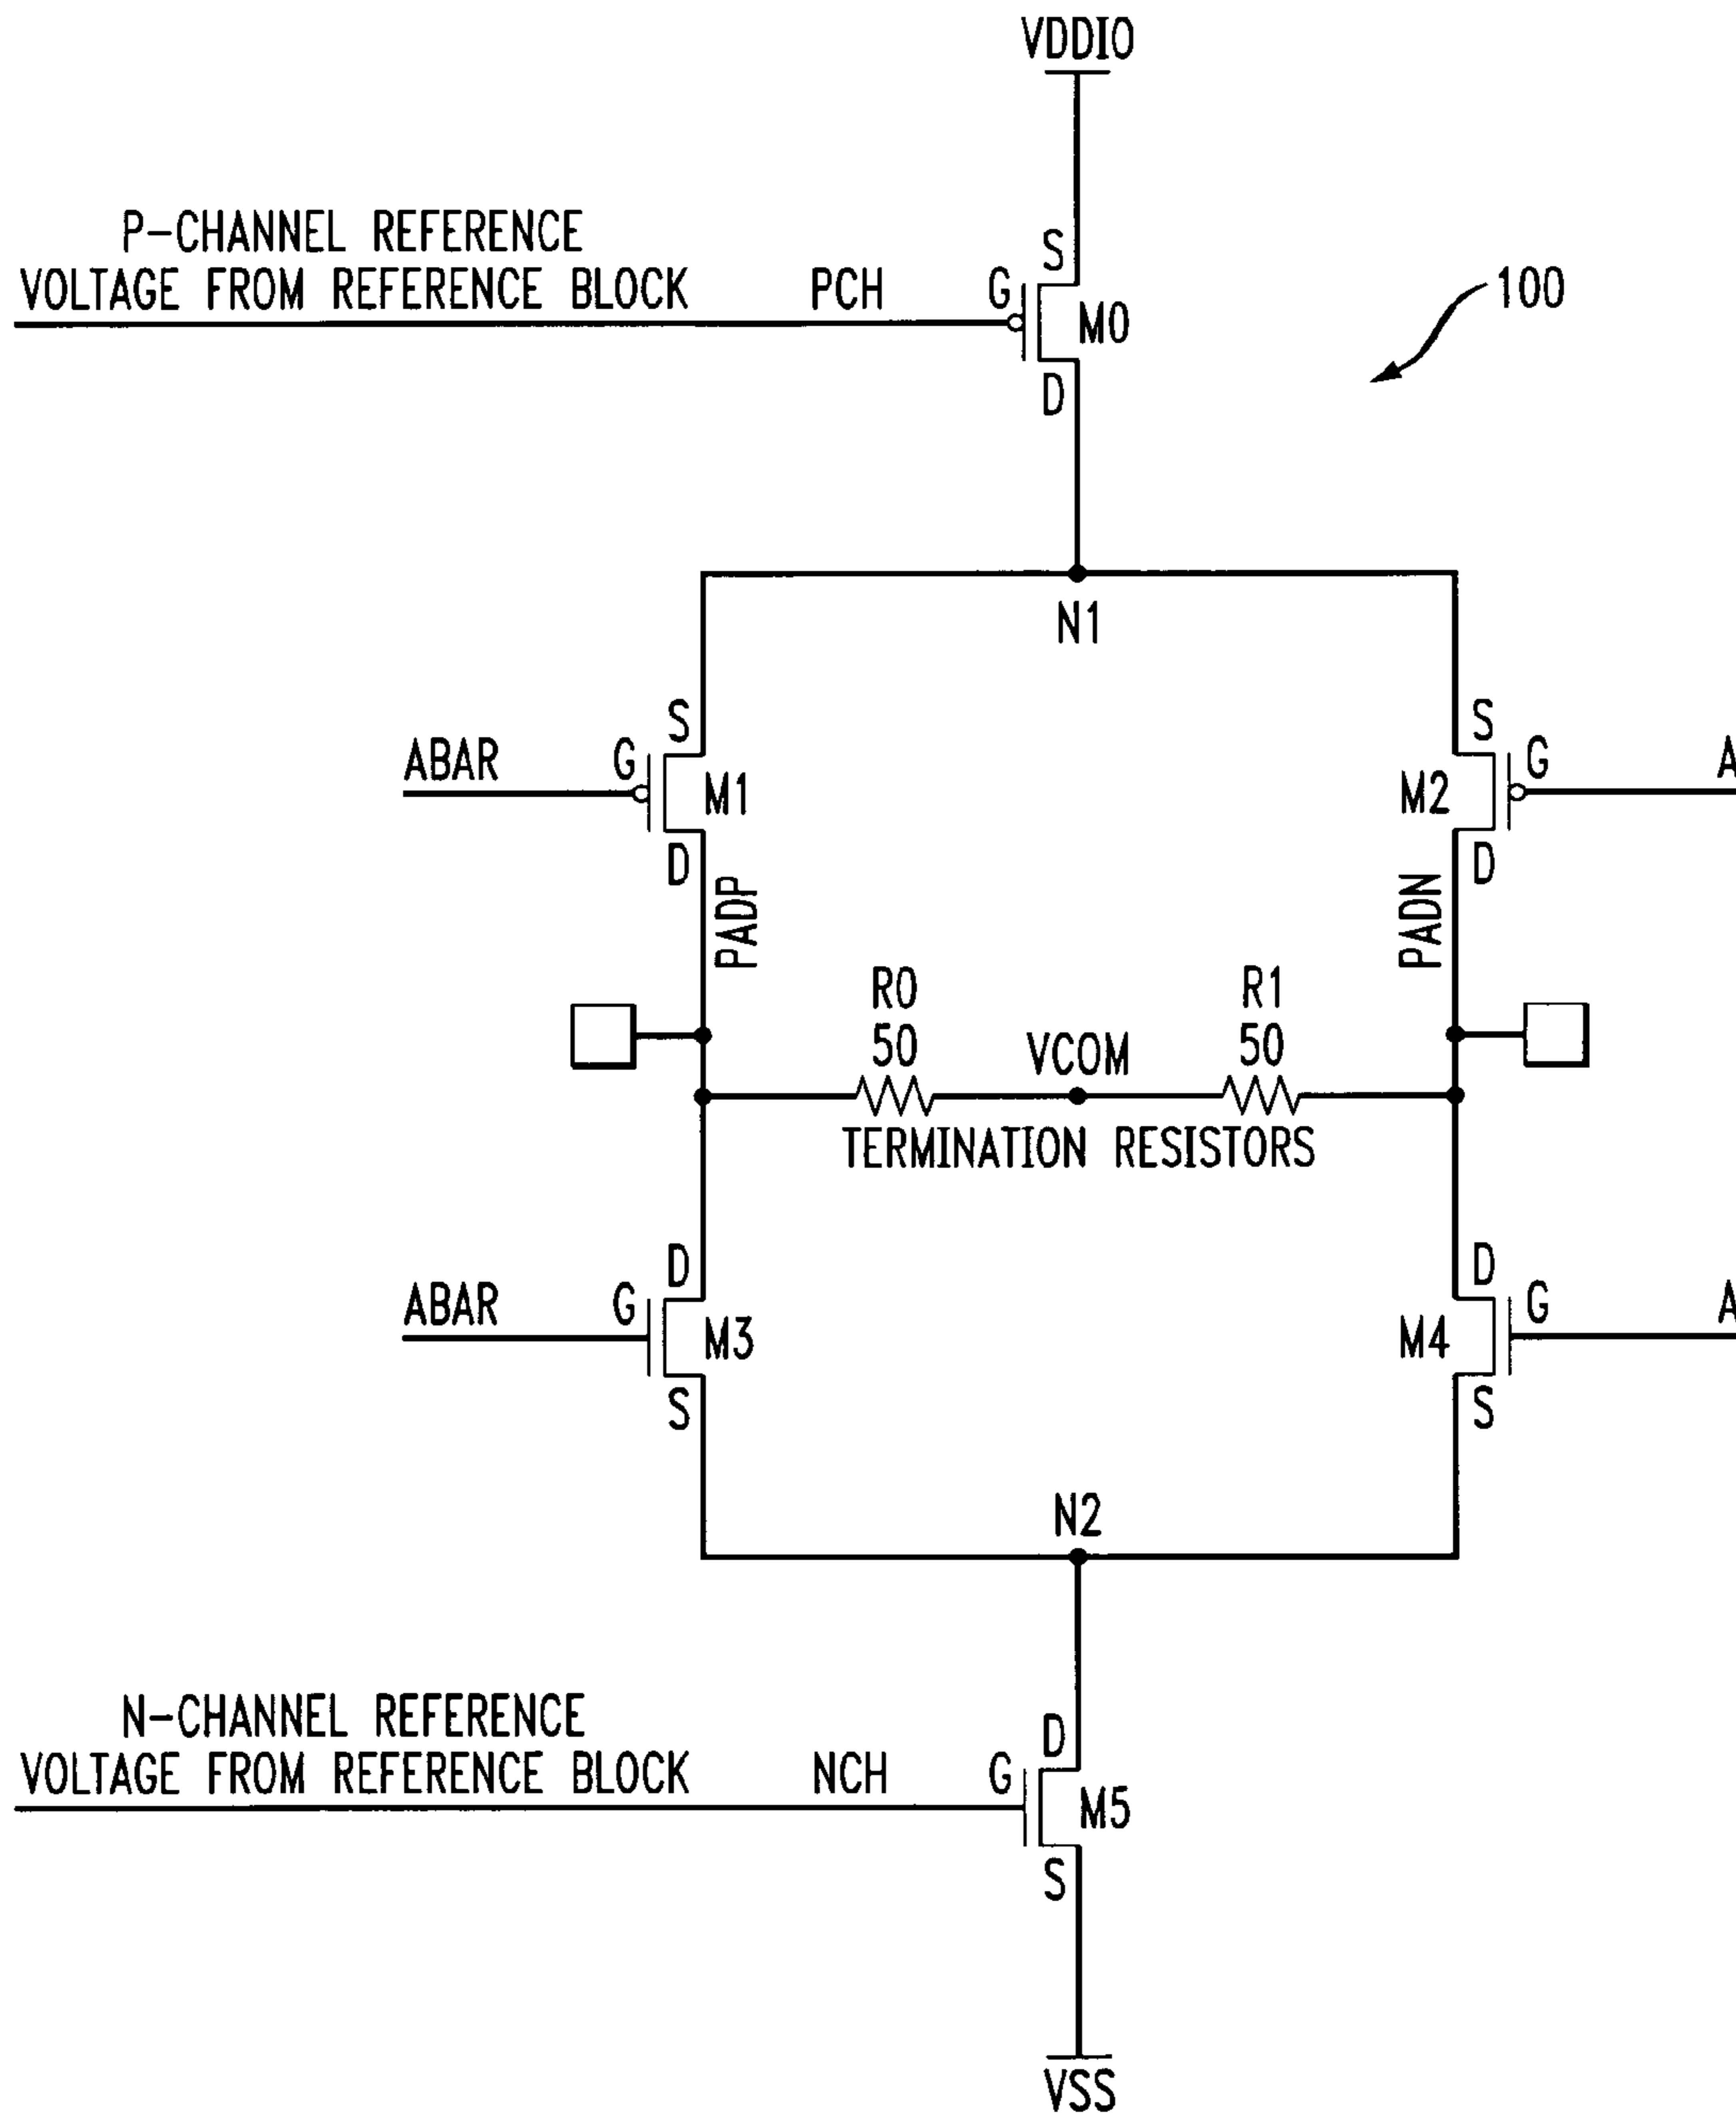 VDDIO
P-CHANNEL REFERENCE
VOLTAGE FROM REFERENCE BLOCK
PCH
G
S
M0
D
100
N1
ABAR
G
S
M1
D
S
G
M2
D
A
PADP
PADN
R0
50
VCOM
R1
50
TERMINATION RESISTORS
ABAR
G
D
M3
S
D
G
M4
S
A
N2
N-CHANNEL REFERENCE
VOLTAGE FROM REFERENCE BLOCK
NCH
G
D
M5
S
VSS